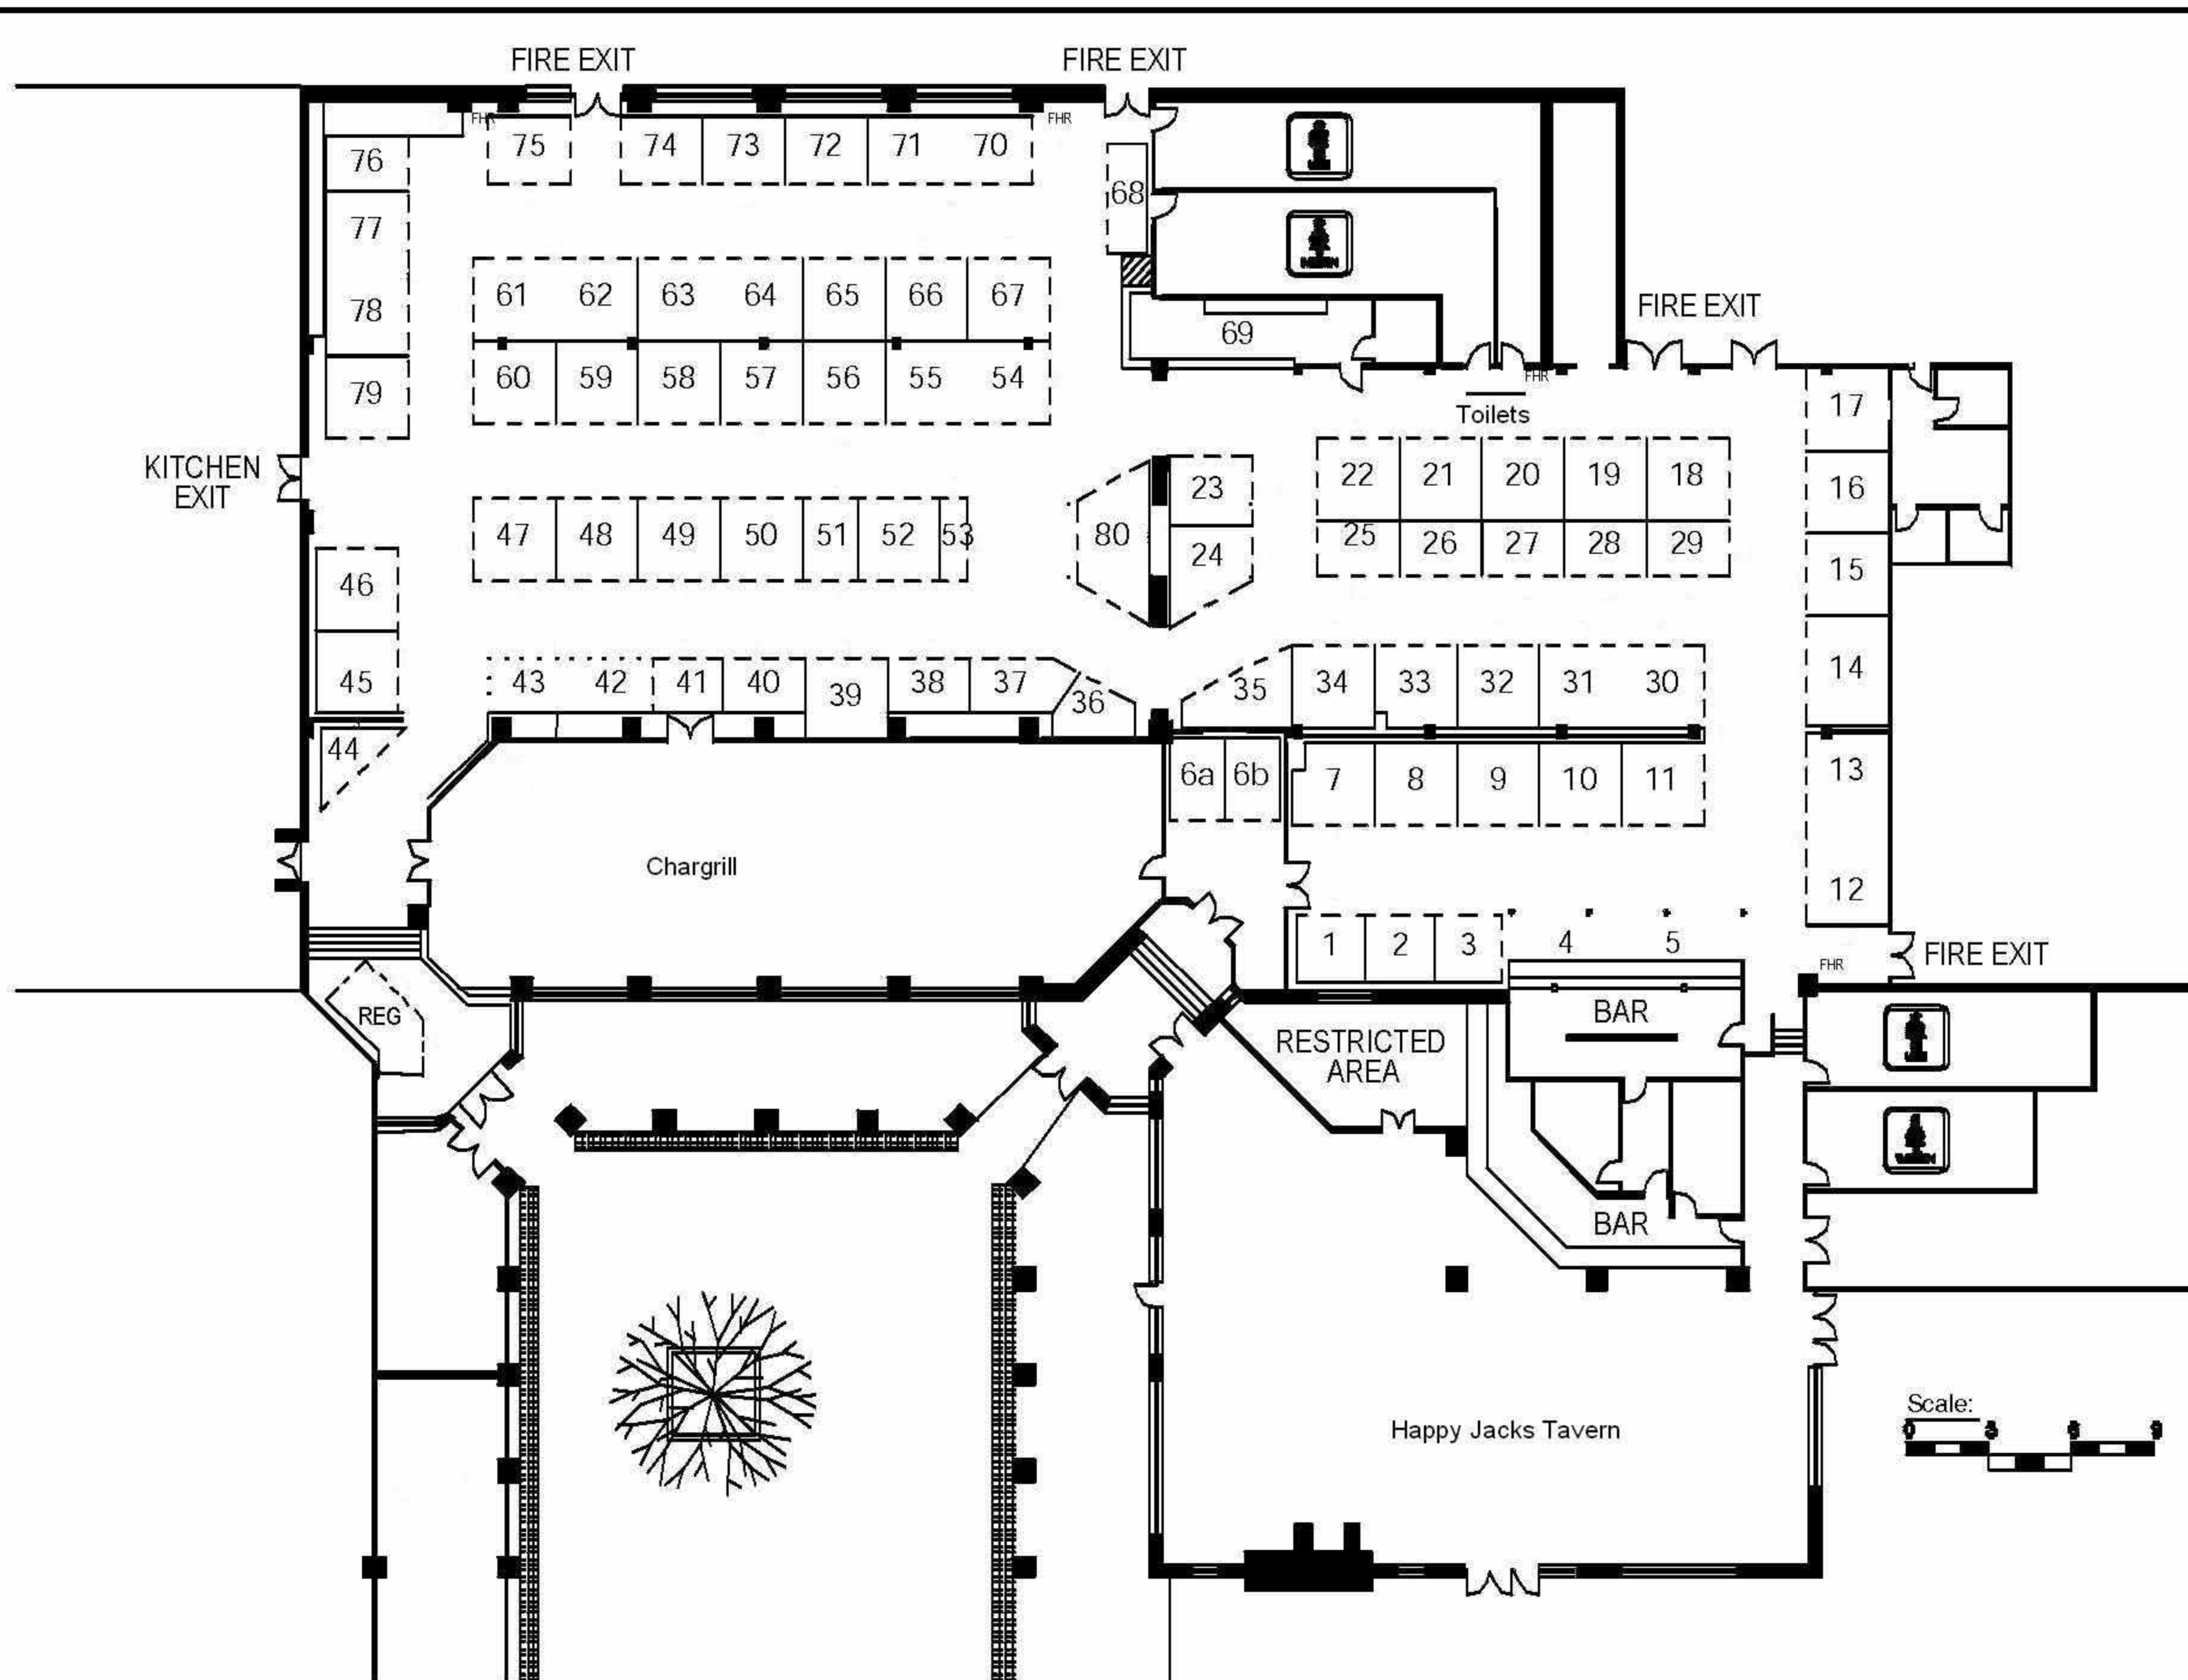 FIRE EXIT FIRE EXIT
FHR 75 74 73 72 71 70 FHR
76
68
77
61 62 63 64 65 66 67
78
FIRE EXIT
69
60 59 58 57 56 55 54
79
FHR
17
Toilets
KITCHEN
EXIT
22 21 20 19 18
23
16
47 48 49 50 51 52 53
80
24
25 26 27 28 29
46
15
45
43 42 41 40 39 38 37 36
35 34 33 32 31 30
14
44
6a 6b 7 8 9 10 11
13
Chargrill
12
1 2 3 4 5
FHR
FIRE EXIT
REG
BAR
RESTRICTED
AREA
BAR
Scale:
Happy Jacks Tavern